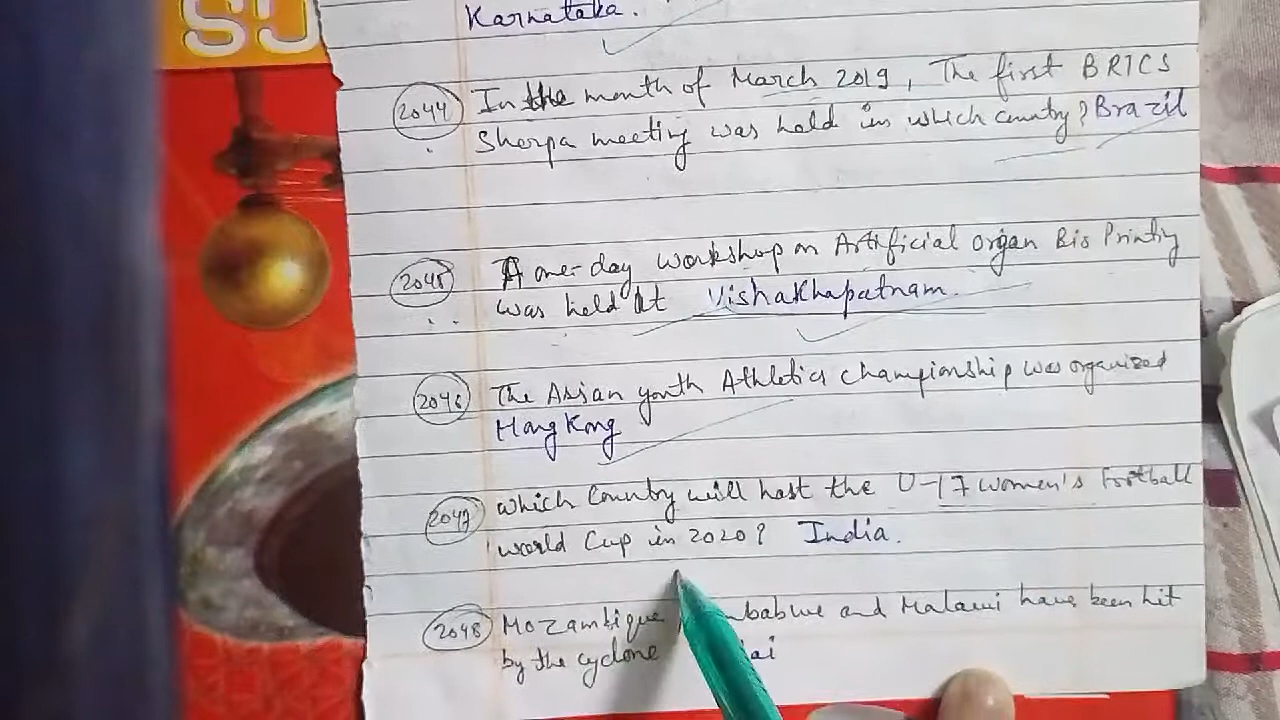 SJ
Karnataka.
2044 In the month of March 2019, The first BRICS
Sherpa meeting was held in which country? Brazil
2045 A one-day workshop on Artificial organ Bio Printing
was held At Vishakhapatnam.
2046 The Asian youth Athletics championship was organised
Hong Kong
2047 which Country will host the U-17 women's Football
world Cup in 2020? India.
2048 Mozambique and Malawi have been hit
by the cyclone